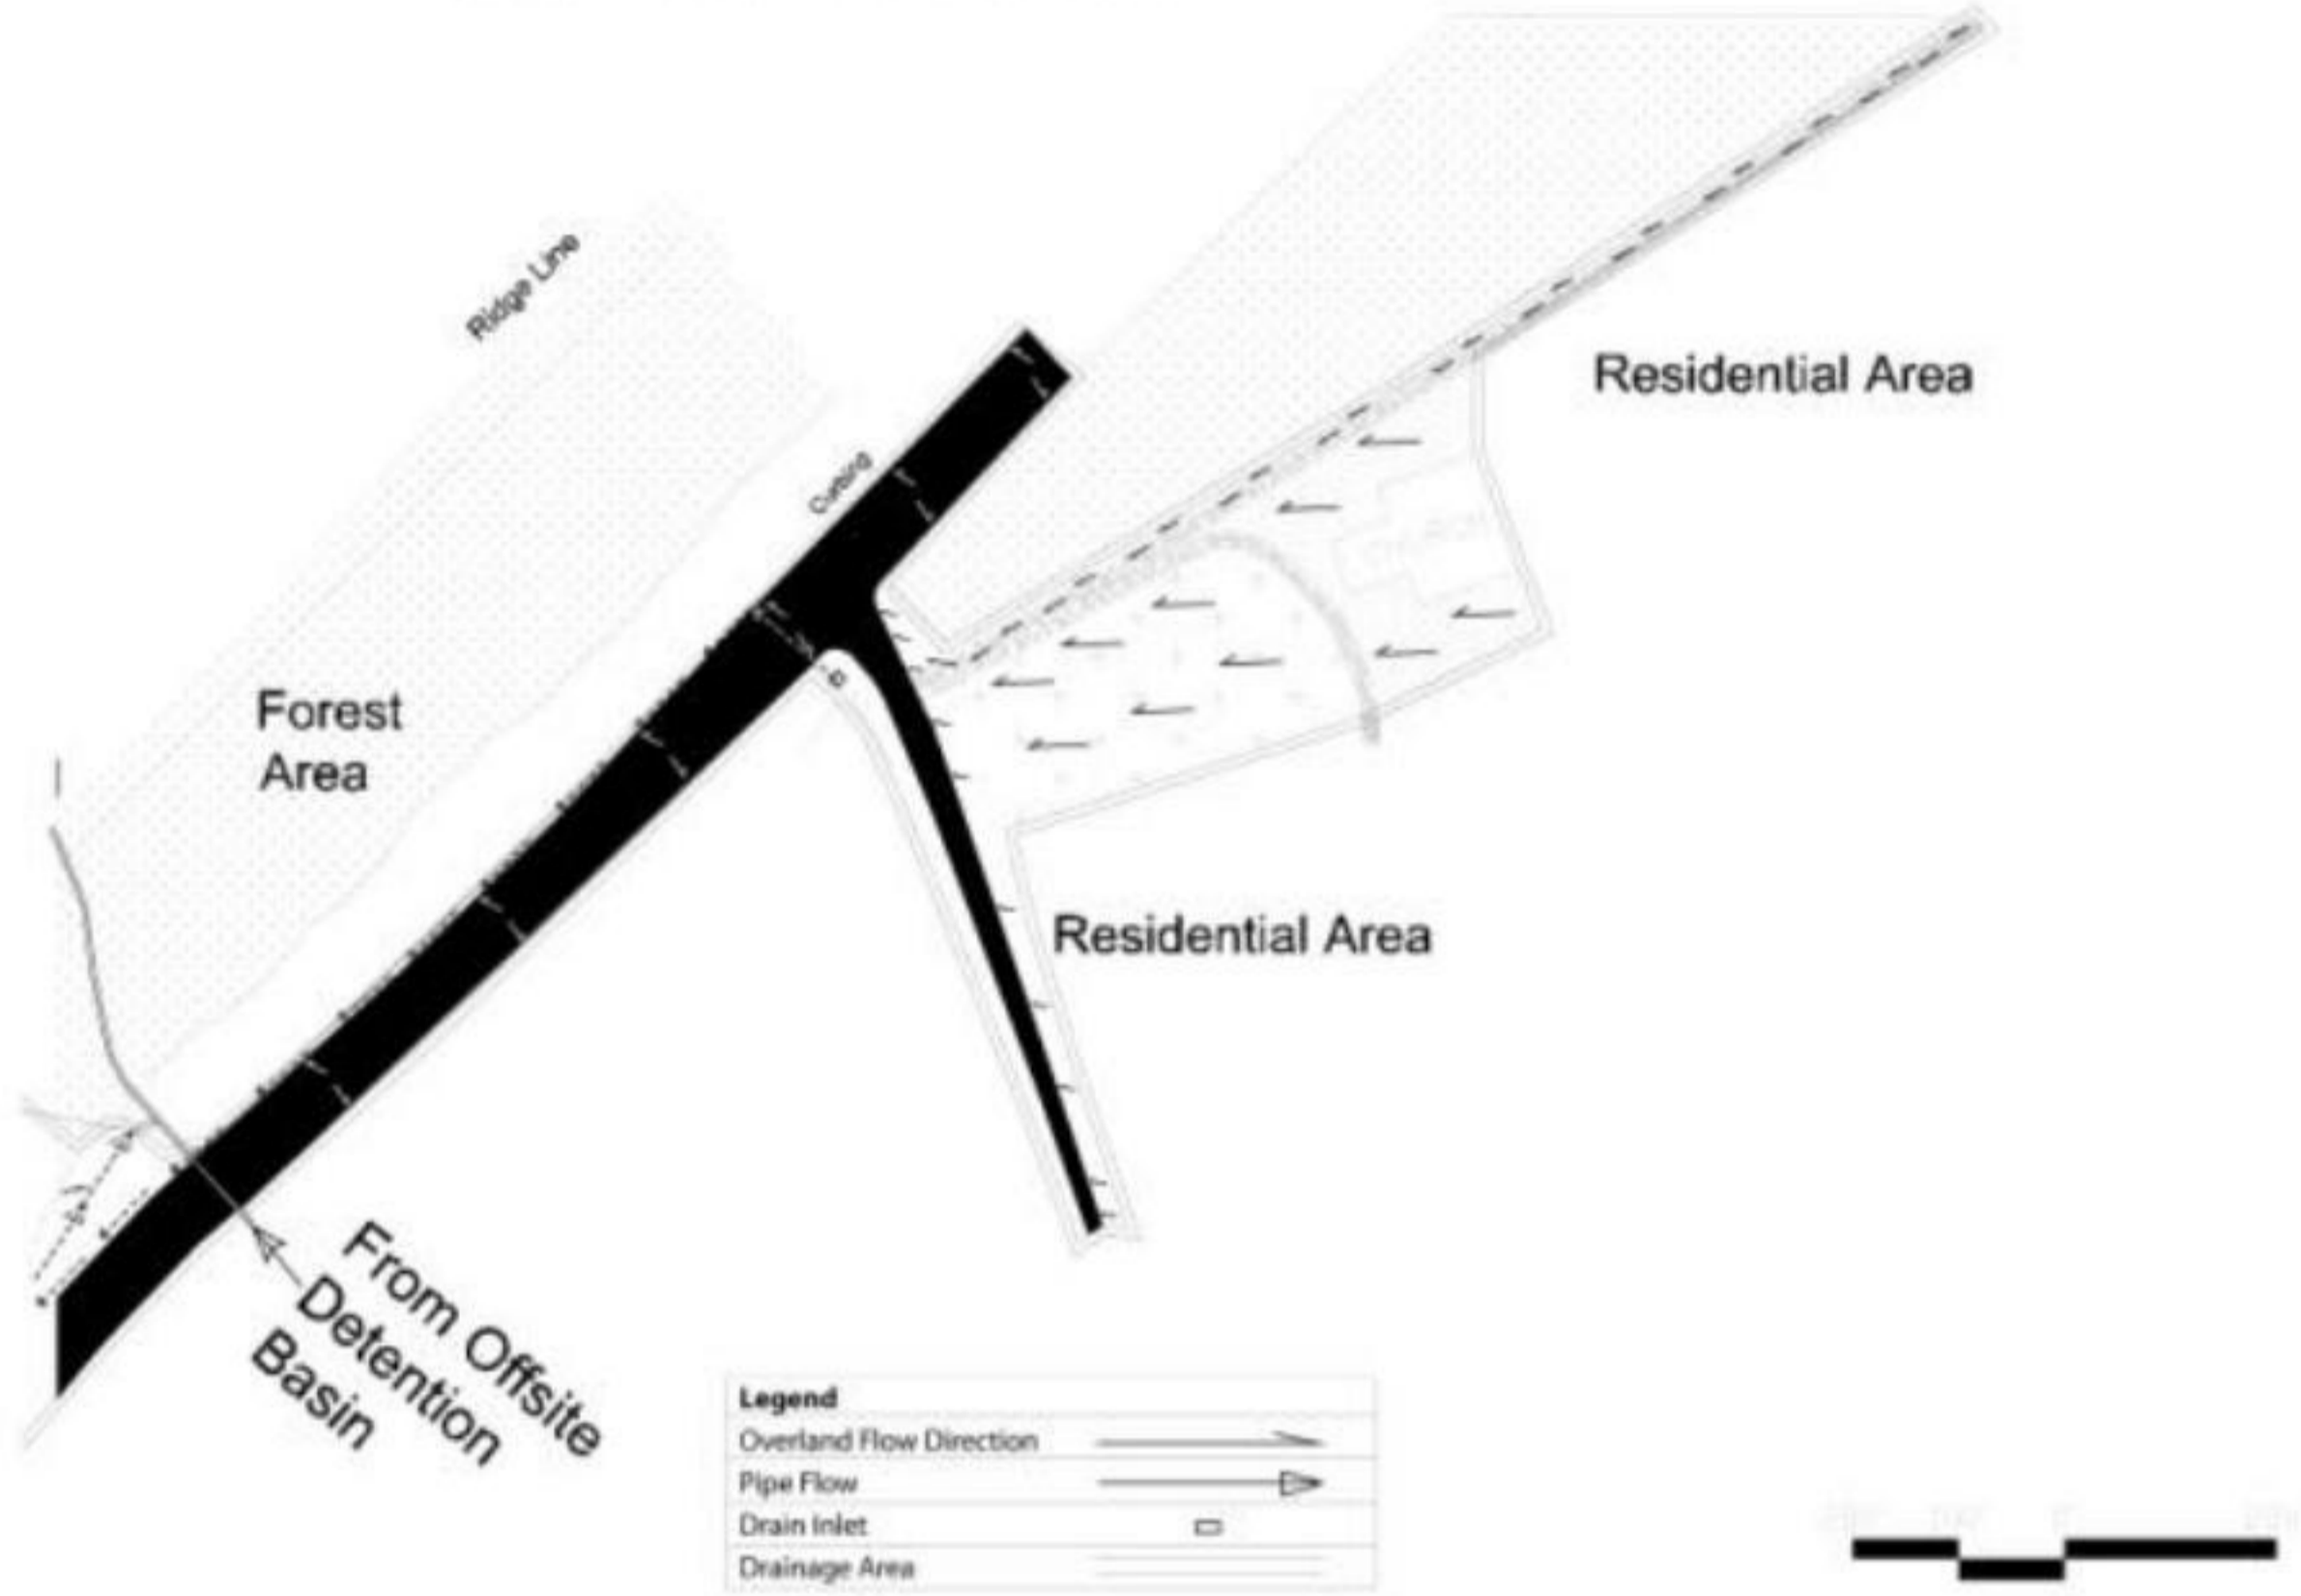 Ridge Line
Residential Area
Curbing
Forest
Area
Residential Area
From Offsite
Detention
Basin
Legend
Overland Flow Direction
Pipe Flow
Drain Inlet
Drainage Area